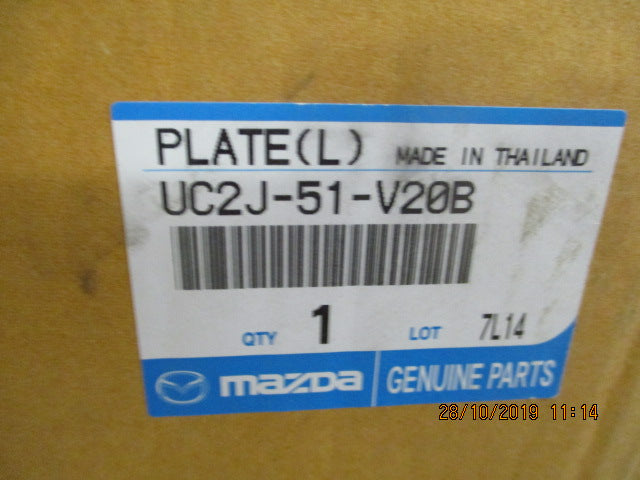 PLATE(L) MADE IN THAILAND
UC2J-51-V20B
QTY 1 LOT 7L14
mazda GENUINE PARTS
28/10/2019 11:14